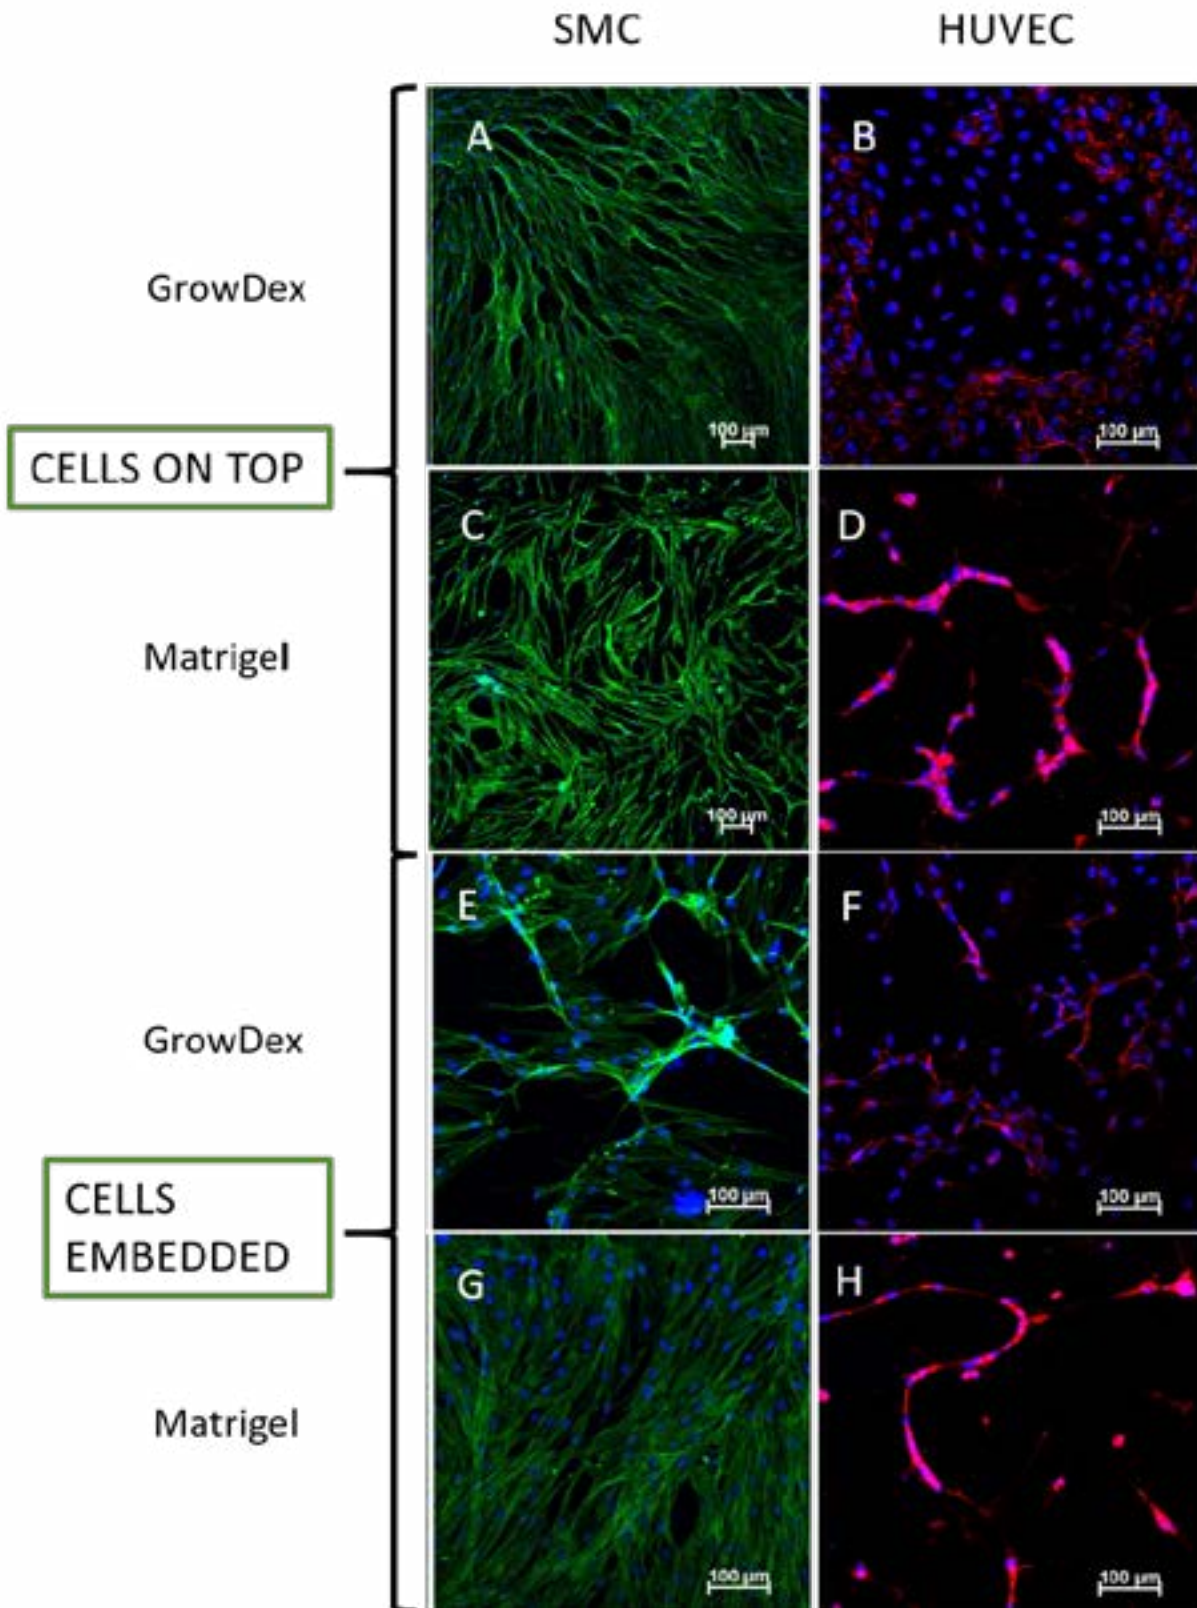 SMC HUVEC
A B
GrowDex
100 µm 100 µm
CELLS ON TOP
C D
Matrigel
100 µm 100 µm
E F
GrowDex
100 µm 100 µm
CELLS
EMBEDDED
G H
Matrigel
100 µm 100 µm